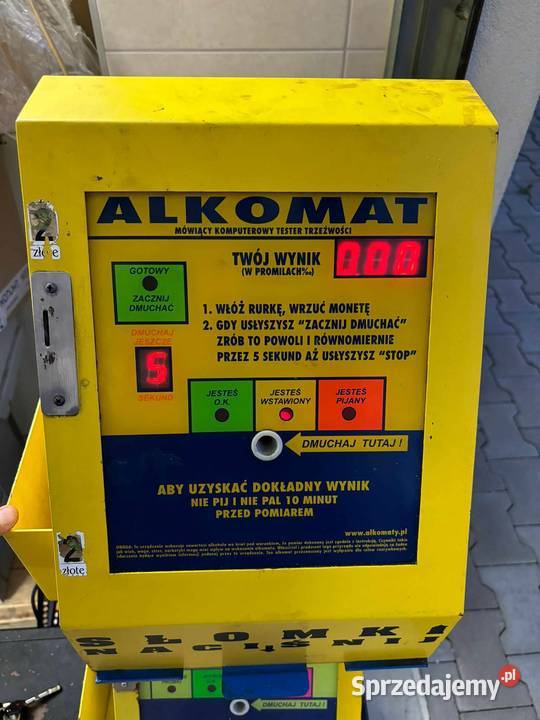 ALKOMAT
MÓWIĄCY KOMPUTEROWY TESTER TRZEŹWOŚCI
2
złote
TWÓJ WYNIK
(W PROMILACH‰)
0.08
GOTOWY
ZACZNIJ
DMUCHAĆ
1. WŁÓŻ RURKĘ, WRZUĆ MONETĘ
2. GDY USŁYSZYSZ "ZACZNIJ DMUCHAĆ"
ZRÓB TO POWOLI I RÓWNOMIERNIE
PRZEZ 5 SEKUND AŻ USŁYSZYSZ "STOP"
DMUCHAJ
JESZCZE
5
SEKUND
JESTEŚ
O.K.
JESTEŚ
WSTAWIONY
JESTEŚ
PIJANY
DMUCHAJ TUTAJ !
ABY UZYSKAĆ DOKŁADNY WYNIK
NIE PIJ I NIE PAL 10 MINUT
PRZED POMIAREM
www.alkomaty.pl
2
złote
SŁOMKI
NACIŚNIJ
DMUCHAJ TUTAJ !
Sprzedajemy.pl